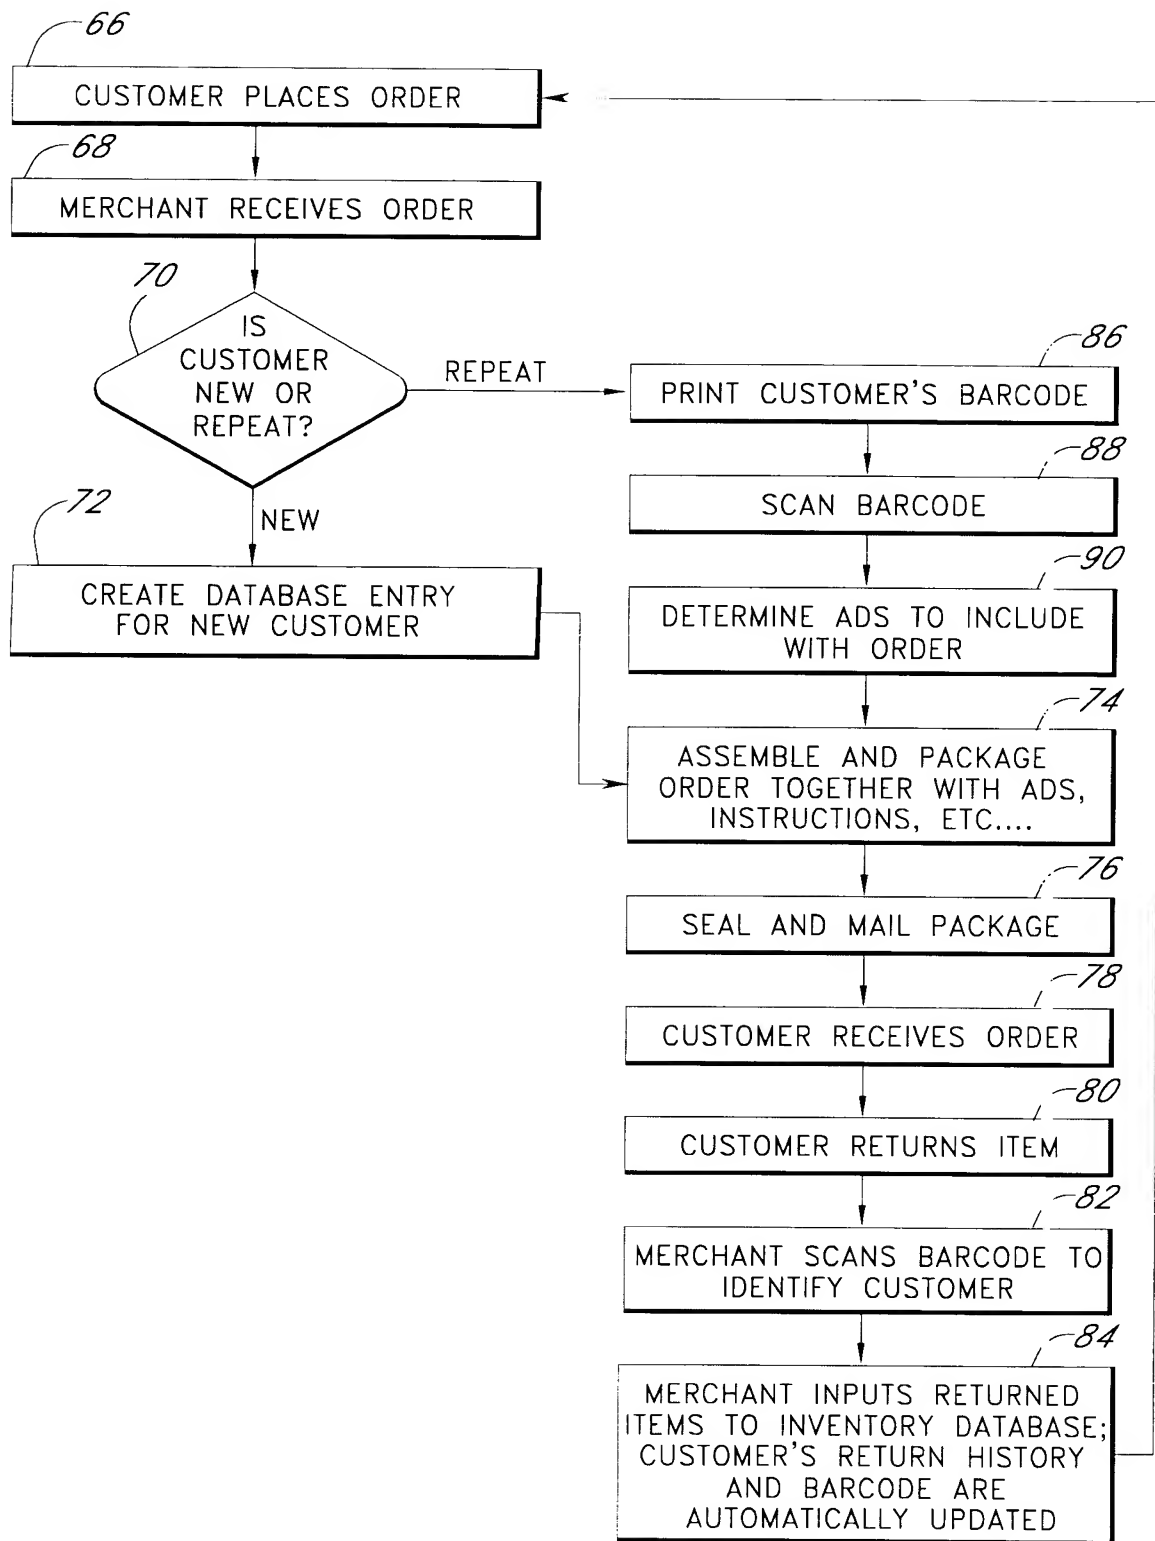 66
CUSTOMER PLACES ORDER
68
MERCHANT RECEIVES ORDER
70
IS
CUSTOMER
NEW OR
REPEAT?
REPEAT
NEW
72
CREATE DATABASE ENTRY
FOR NEW CUSTOMER
86
PRINT CUSTOMER'S BARCODE
88
SCAN BARCODE
90
DETERMINE ADS TO INCLUDE
WITH ORDER
74
ASSEMBLE AND PACKAGE
ORDER TOGETHER WITH ADS,
INSTRUCTIONS, ETC....
76
SEAL AND MAIL PACKAGE
78
CUSTOMER RECEIVES ORDER
80
CUSTOMER RETURNS ITEM
82
MERCHANT SCANS BARCODE TO
IDENTIFY CUSTOMER
84
MERCHANT INPUTS RETURNED
ITEMS TO INVENTORY DATABASE;
CUSTOMER'S RETURN HISTORY
AND BARCODE ARE
AUTOMATICALLY UPDATED